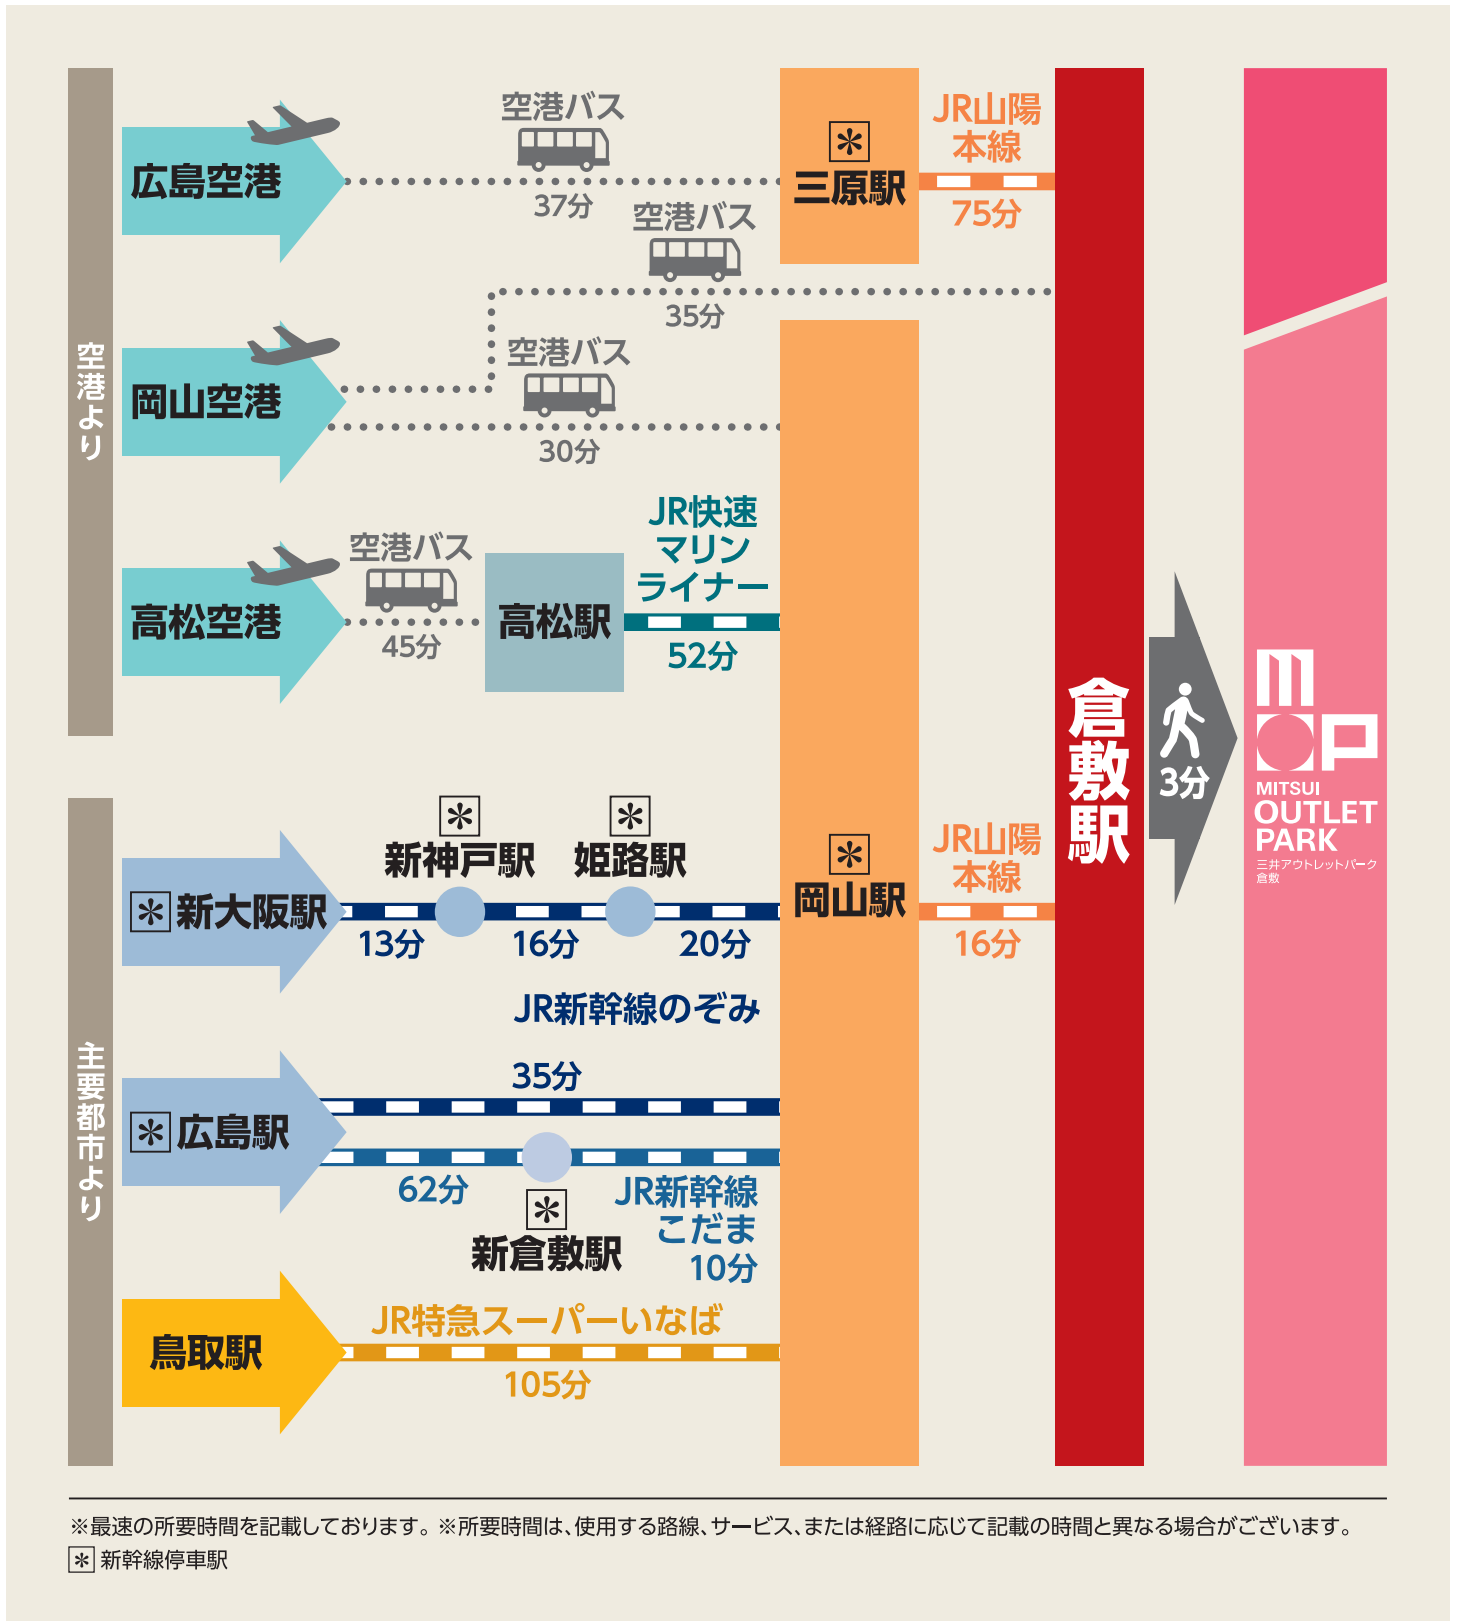 空港より
広島空港
空港バス
37分
＊
三原駅
JR山陽
本線
75分
岡山空港
空港バス
35分
空港バス
30分
高松空港
空港バス
45分
高松駅
JR快速
マリン
ライナー
52分
主要都市より
＊新大阪駅
13分
＊
新神戸駅
16分
＊
姫路駅
20分
JR新幹線のぞみ
＊広島駅
35分
62分
＊
新倉敷駅
JR新幹線
こだま
10分
鳥取駅
JR特急スーパーいなば
105分
＊
岡山駅
JR山陽
本線
16分
倉敷駅
3分
MOP
MITSUI
OUTLET
PARK
三井アウトレットパーク
倉敷
※最速の所要時間を記載しております。※所要時間は、使用する路線、サービス、または経路に応じて記載の時間と異なる場合がございます。
＊新幹線停車駅